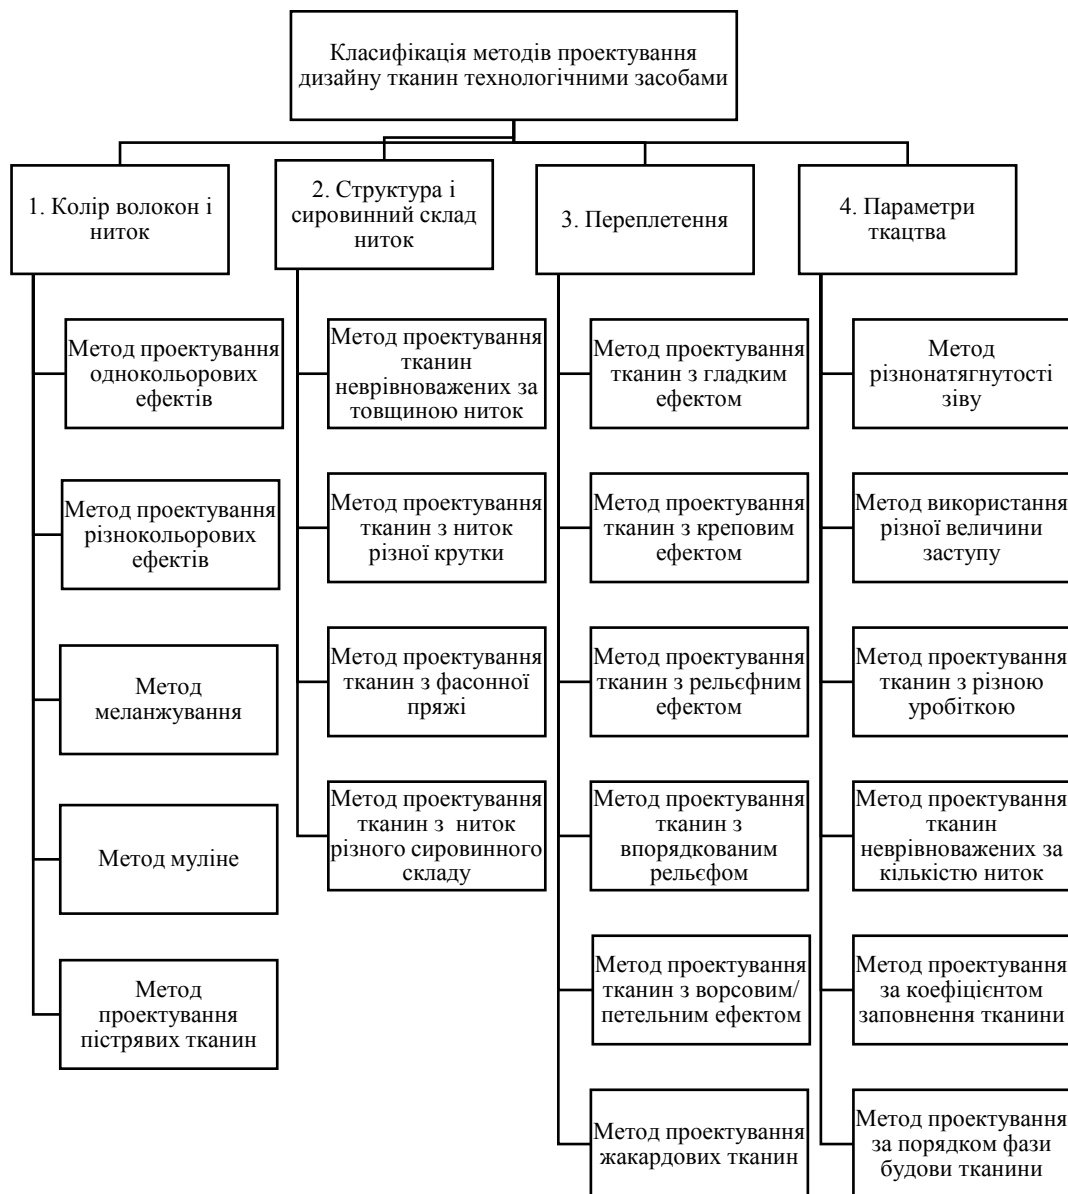 Класифікація методів проектування
дизайну тканин технологічними засобами
1. Колір волокон і
ниток
2. Структура і
сировинний склад
ниток
3. Переплетення
4. Параметри
ткацтва
Метод проектування
однокольорових
ефектів
Метод проектування
різнокольорових
ефектів
Метод
меланжування
Метод муліне
Метод
проектування
пістрявих тканин
Метод проектування
тканин
неврівноважених за
товщиною ниток
Метод проектування
тканин з ниток
різної крутки
Метод проектування
тканин з фасонної
пряжі
Метод проектування
тканин з ниток
різного сировинного
складу
Метод проектування
тканин з гладким
ефектом
Метод проектування
тканин з креповим
ефектом
Метод проектування
тканин з рельєфним
ефектом
Метод проектування
тканин з
впорядкованим
рельєфом
Метод проектування
тканин з ворсовим/
петельним ефектом
Метод проектування
жакардових тканин
Метод
різнонатягнутості
зіву
Метод використання
різної величини
заступу
Метод проектування
тканин з різною
уробіткою
Метод проектування
тканин
неврівноважених за
кількістю ниток
Метод проектування
за коефіцієнтом
заповнення тканини
Метод проектування
за порядком фази
будови тканини